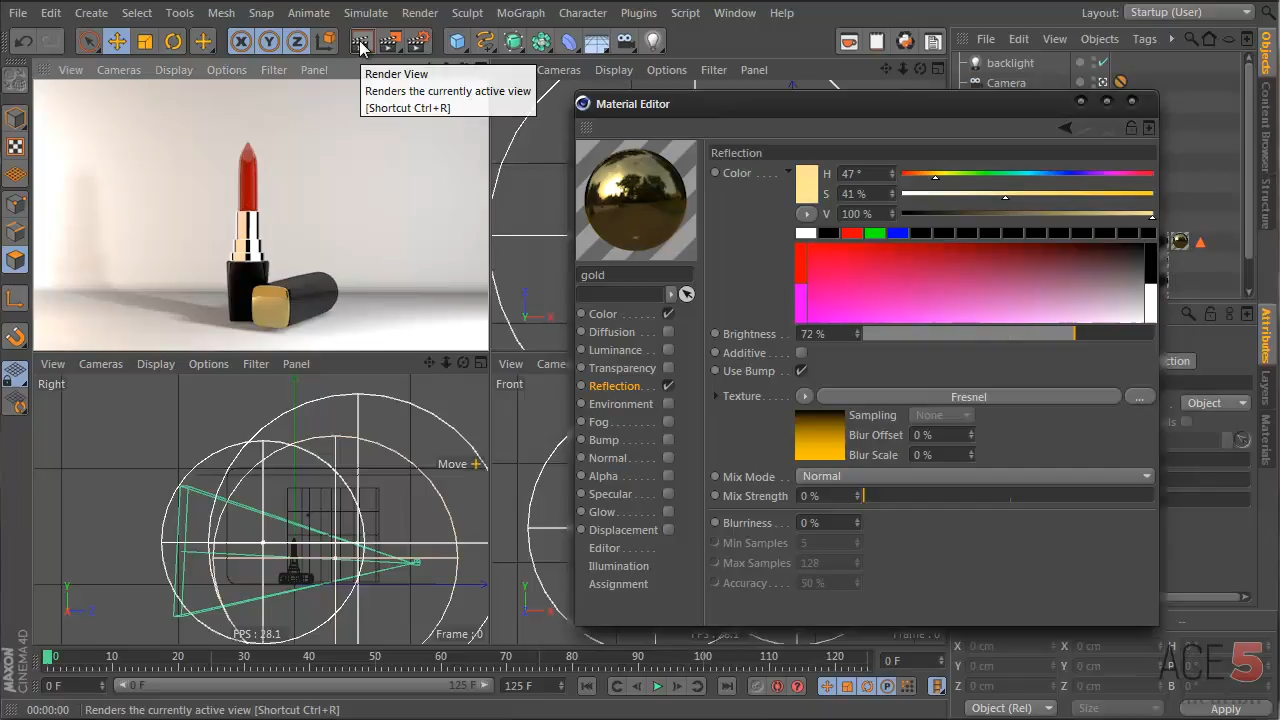 File Edit Create Select Tools Mesh Snap Animate Simulate Render Sculpt MoGraph Character Plugins Script Window Help
Layout: Startup (User)
File Edit View Objects Tags
View Cameras Display Options Filter Panel
Cameras Display Options Filter Panel
backlight
Camera
Render View
Renders the currently active view
[Shortcut Ctrl+R]
Material Editor
Reflection
Color . . . .
H 47 °
S 41 %
V 100 %
gold
Color . . . . .
Diffusion . . .
Luminance . .
Transparency
Reflection. . .
Environment
Fog. . . . . . .
Bump . . . . .
Normal. . . . .
Alpha . . . . .
Specular . . . .
Glow. . . . . .
Displacement
Editor . . . . .
Illumination
Assignment
Brightness . . 72 %
Additive . . .
Use Bump . .
Texture. . . . . Fresnel ...
Sampling None
Blur Offset 0 %
Blur Scale 0 %
Mix Mode . . Normal
Mix Strength 0 %
Blurriness . . 0 %
Min Samples 5
Max Samples 128
Accuracy. . . . 50 %
View Cameras Display Options Filter Panel
View
Right
Front
Move
Y
X
Z
FPS : 28.1
Frame : 0
Objects
Content Browser
Structure
Attributes
Layers
Object
0 10 20 30 40 50 60 70 80 90 100 110 120
0 F
0 F 0 F 125 F 125 F
X 0 cm X 0 cm
Y 0 cm Y 0 cm
Z 0 cm Z 0 cm
Object (Rel) Size Apply
MAXON
CINEMA 4D
ACE 5
00:00:00 Renders the currently active view [Shortcut Ctrl+R]